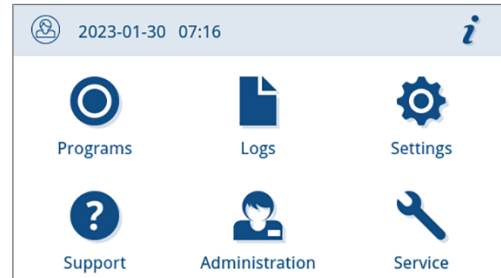 2023-01-30 07:16 i
Programs Logs Settings
?
Support Administration Service